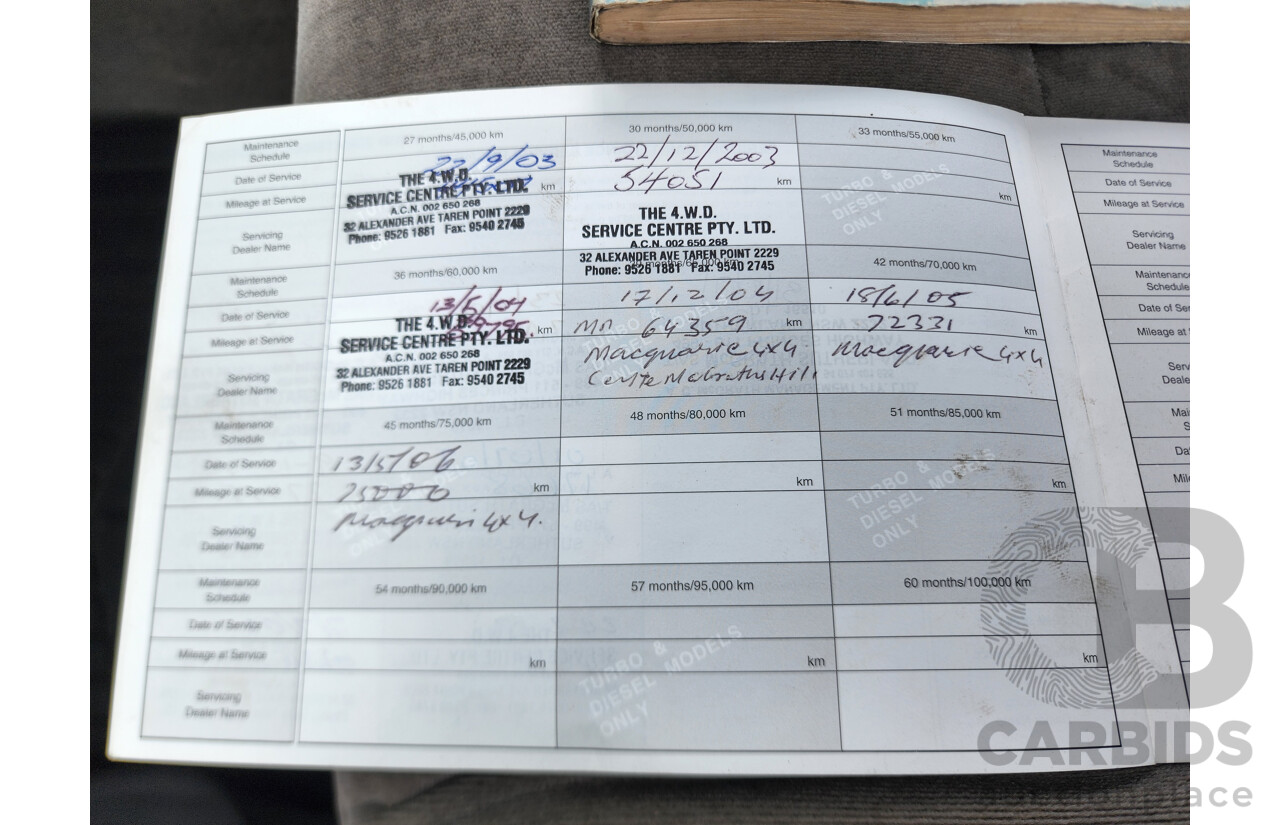 Maintenance Schedule
27 months/45,000 km
30 months/50,000 km
33 months/55,000 km
Date of Service
22/9/03
22/12/2003
Mileage at Service
km
54051 km
km
Servicing Dealer Name
THE 4.W.D.
SERVICE CENTRE PTY. LTD.
A.C.N. 002 650 268
32 ALEXANDER AVE TAREN POINT 2229
Phone: 9526 1881 Fax: 9540 2745
THE 4.W.D.
SERVICE CENTRE PTY. LTD.
A.C.N. 002 650 268
32 ALEXANDER AVE TAREN POINT 2229
Phone: 9526 1881 Fax: 9540 2745
TURBO &
DIESEL MODELS
ONLY
Maintenance Schedule
36 months/60,000 km
42 months/70,000 km
Date of Service
13/5/04
17/12/04
18/6/05
Mileage at Service
km
64359 km
72331 km
Servicing Dealer Name
THE 4.W.D.
SERVICE CENTRE PTY. LTD.
A.C.N. 002 650 268
32 ALEXANDER AVE TAREN POINT 2229
Phone: 9526 1881 Fax: 9540 2745
Macquarie 4x4
Macquarie 4x4
Maintenance Schedule
45 months/75,000 km
48 months/80,000 km
51 months/85,000 km
Date of Service
13/5/06
Mileage at Service
km
km
km
Servicing Dealer Name
Macquarie 4x4.
TURBO &
DIESEL MODELS
ONLY
Maintenance Schedule
54 months/90,000 km
57 months/95,000 km
60 months/100,000 km
Date of Service
Mileage at Service
km
km
km
Servicing Dealer Name
TURBO &
DIESEL MODELS
ONLY
Maintenance
Schedule
Date of Service
Mileage at Service
Servicing
Dealer Name
Maintenance
Schedule
Date of Se
Mileage at
CARBIDS